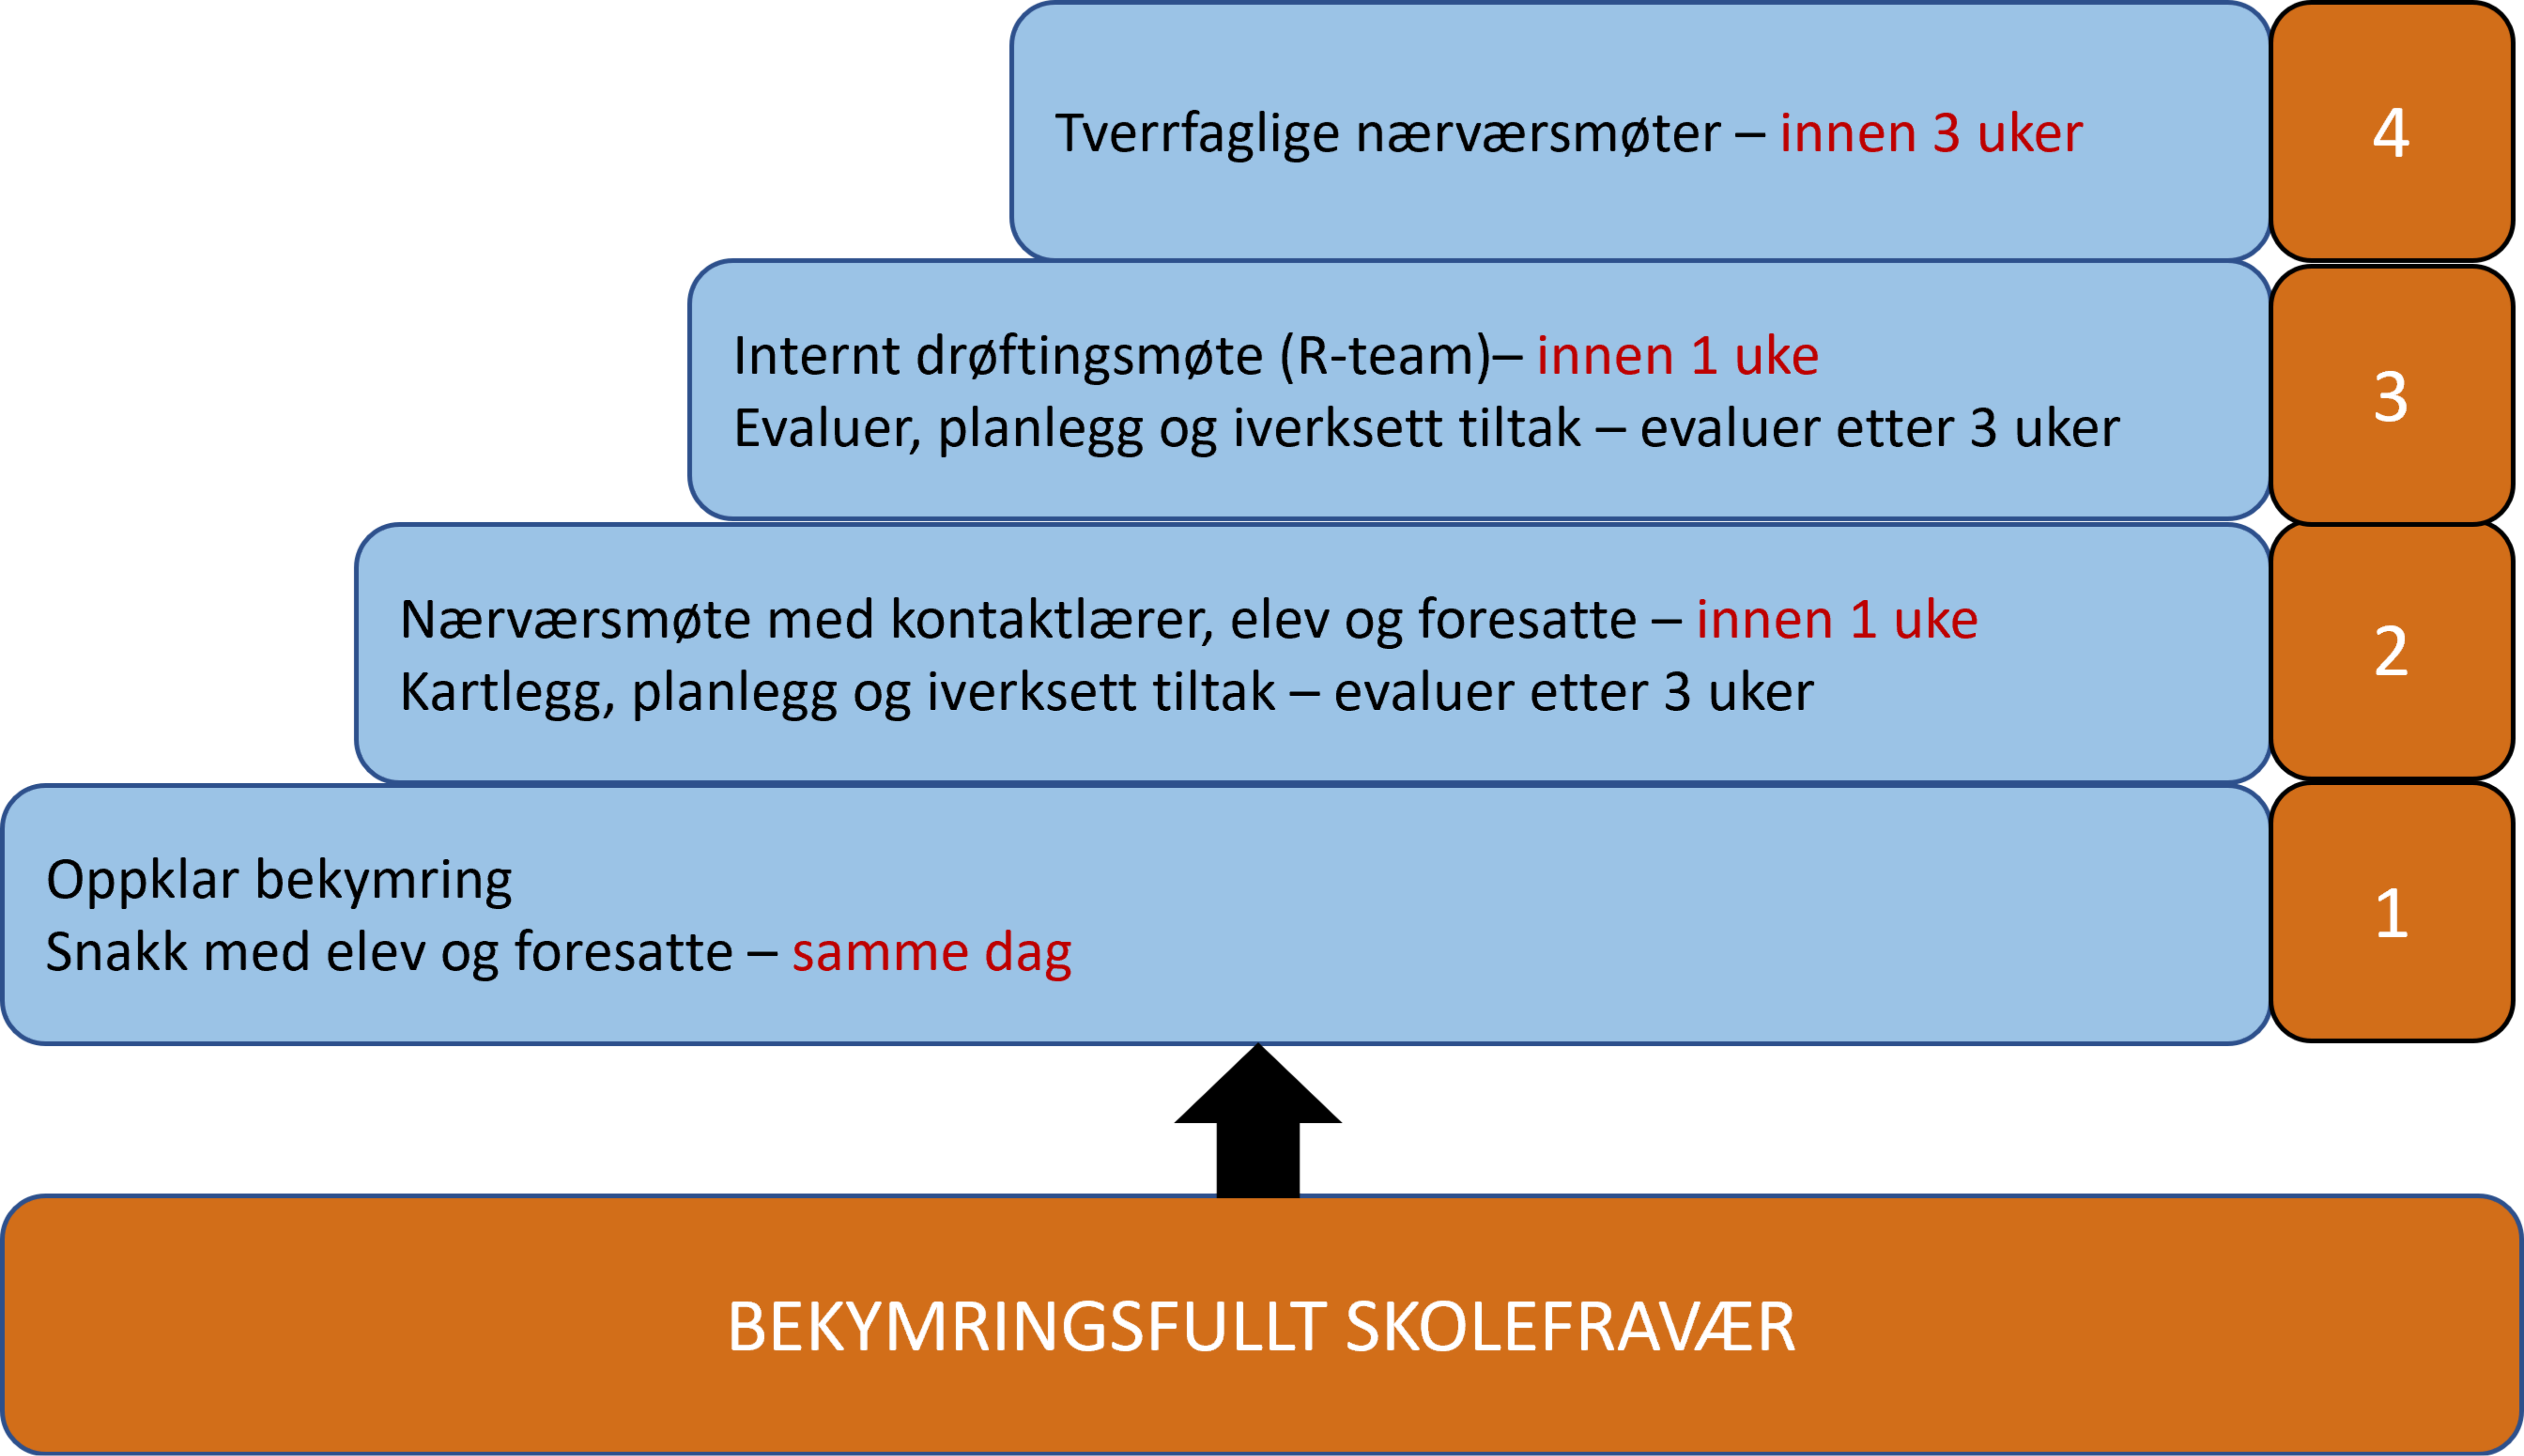 Tverrfaglige nærværsmøter – innen 3 uker
4
Internt drøftingsmøte (R-team)– innen 1 uke
Evaluer, planlegg og iverksett tiltak – evaluer etter 3 uker
3
Nærværsmøte med kontaktlærer, elev og foresatte – innen 1 uke
Kartlegg, planlegg og iverksett tiltak – evaluer etter 3 uker
2
Oppklar bekymring
Snakk med elev og foresatte – samme dag
1
BEKYMRINGSFULLT SKOLEFRAVÆR